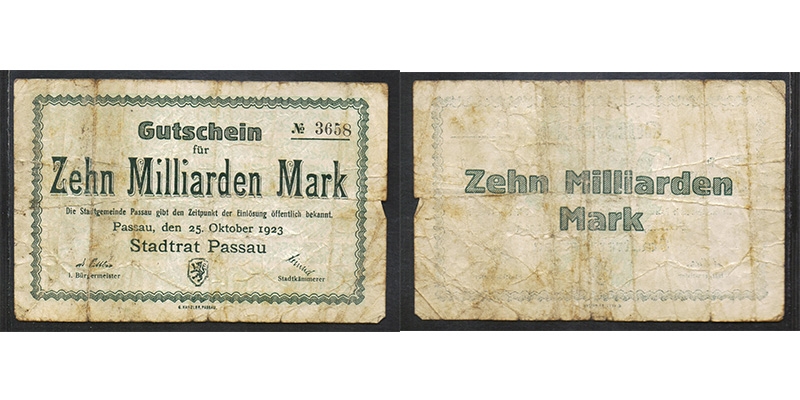 Gutschein
№ 3658
für
Zehn Milliarden Mark
Die Stadtgemeinde Passau gibt den Zeitpunkt der Einlösung öffentlich bekannt.
Passau, den 25. Oktober 1923
Stadtrat Passau
1. Bürgermeister
Stadtkämmerer
PASSAU.
Zehn Milliarden
Mark